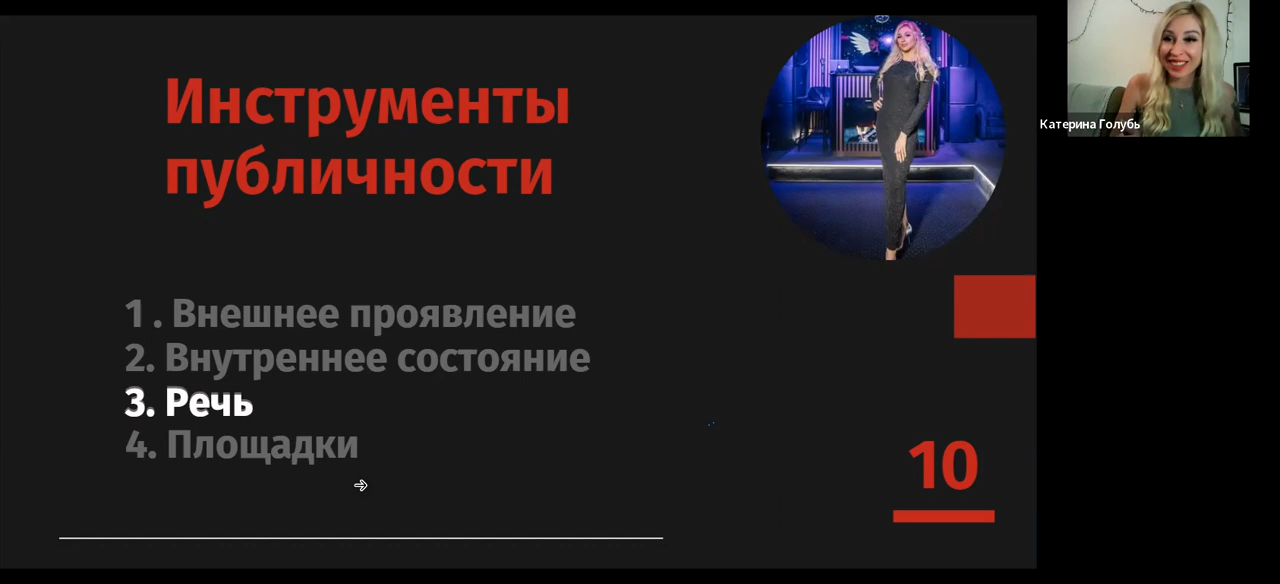 Инструменты
публичности
1. Внешнее проявление
2. Внутреннее состояние
3. Речь
4. Площадки
10
Катерина Голубь